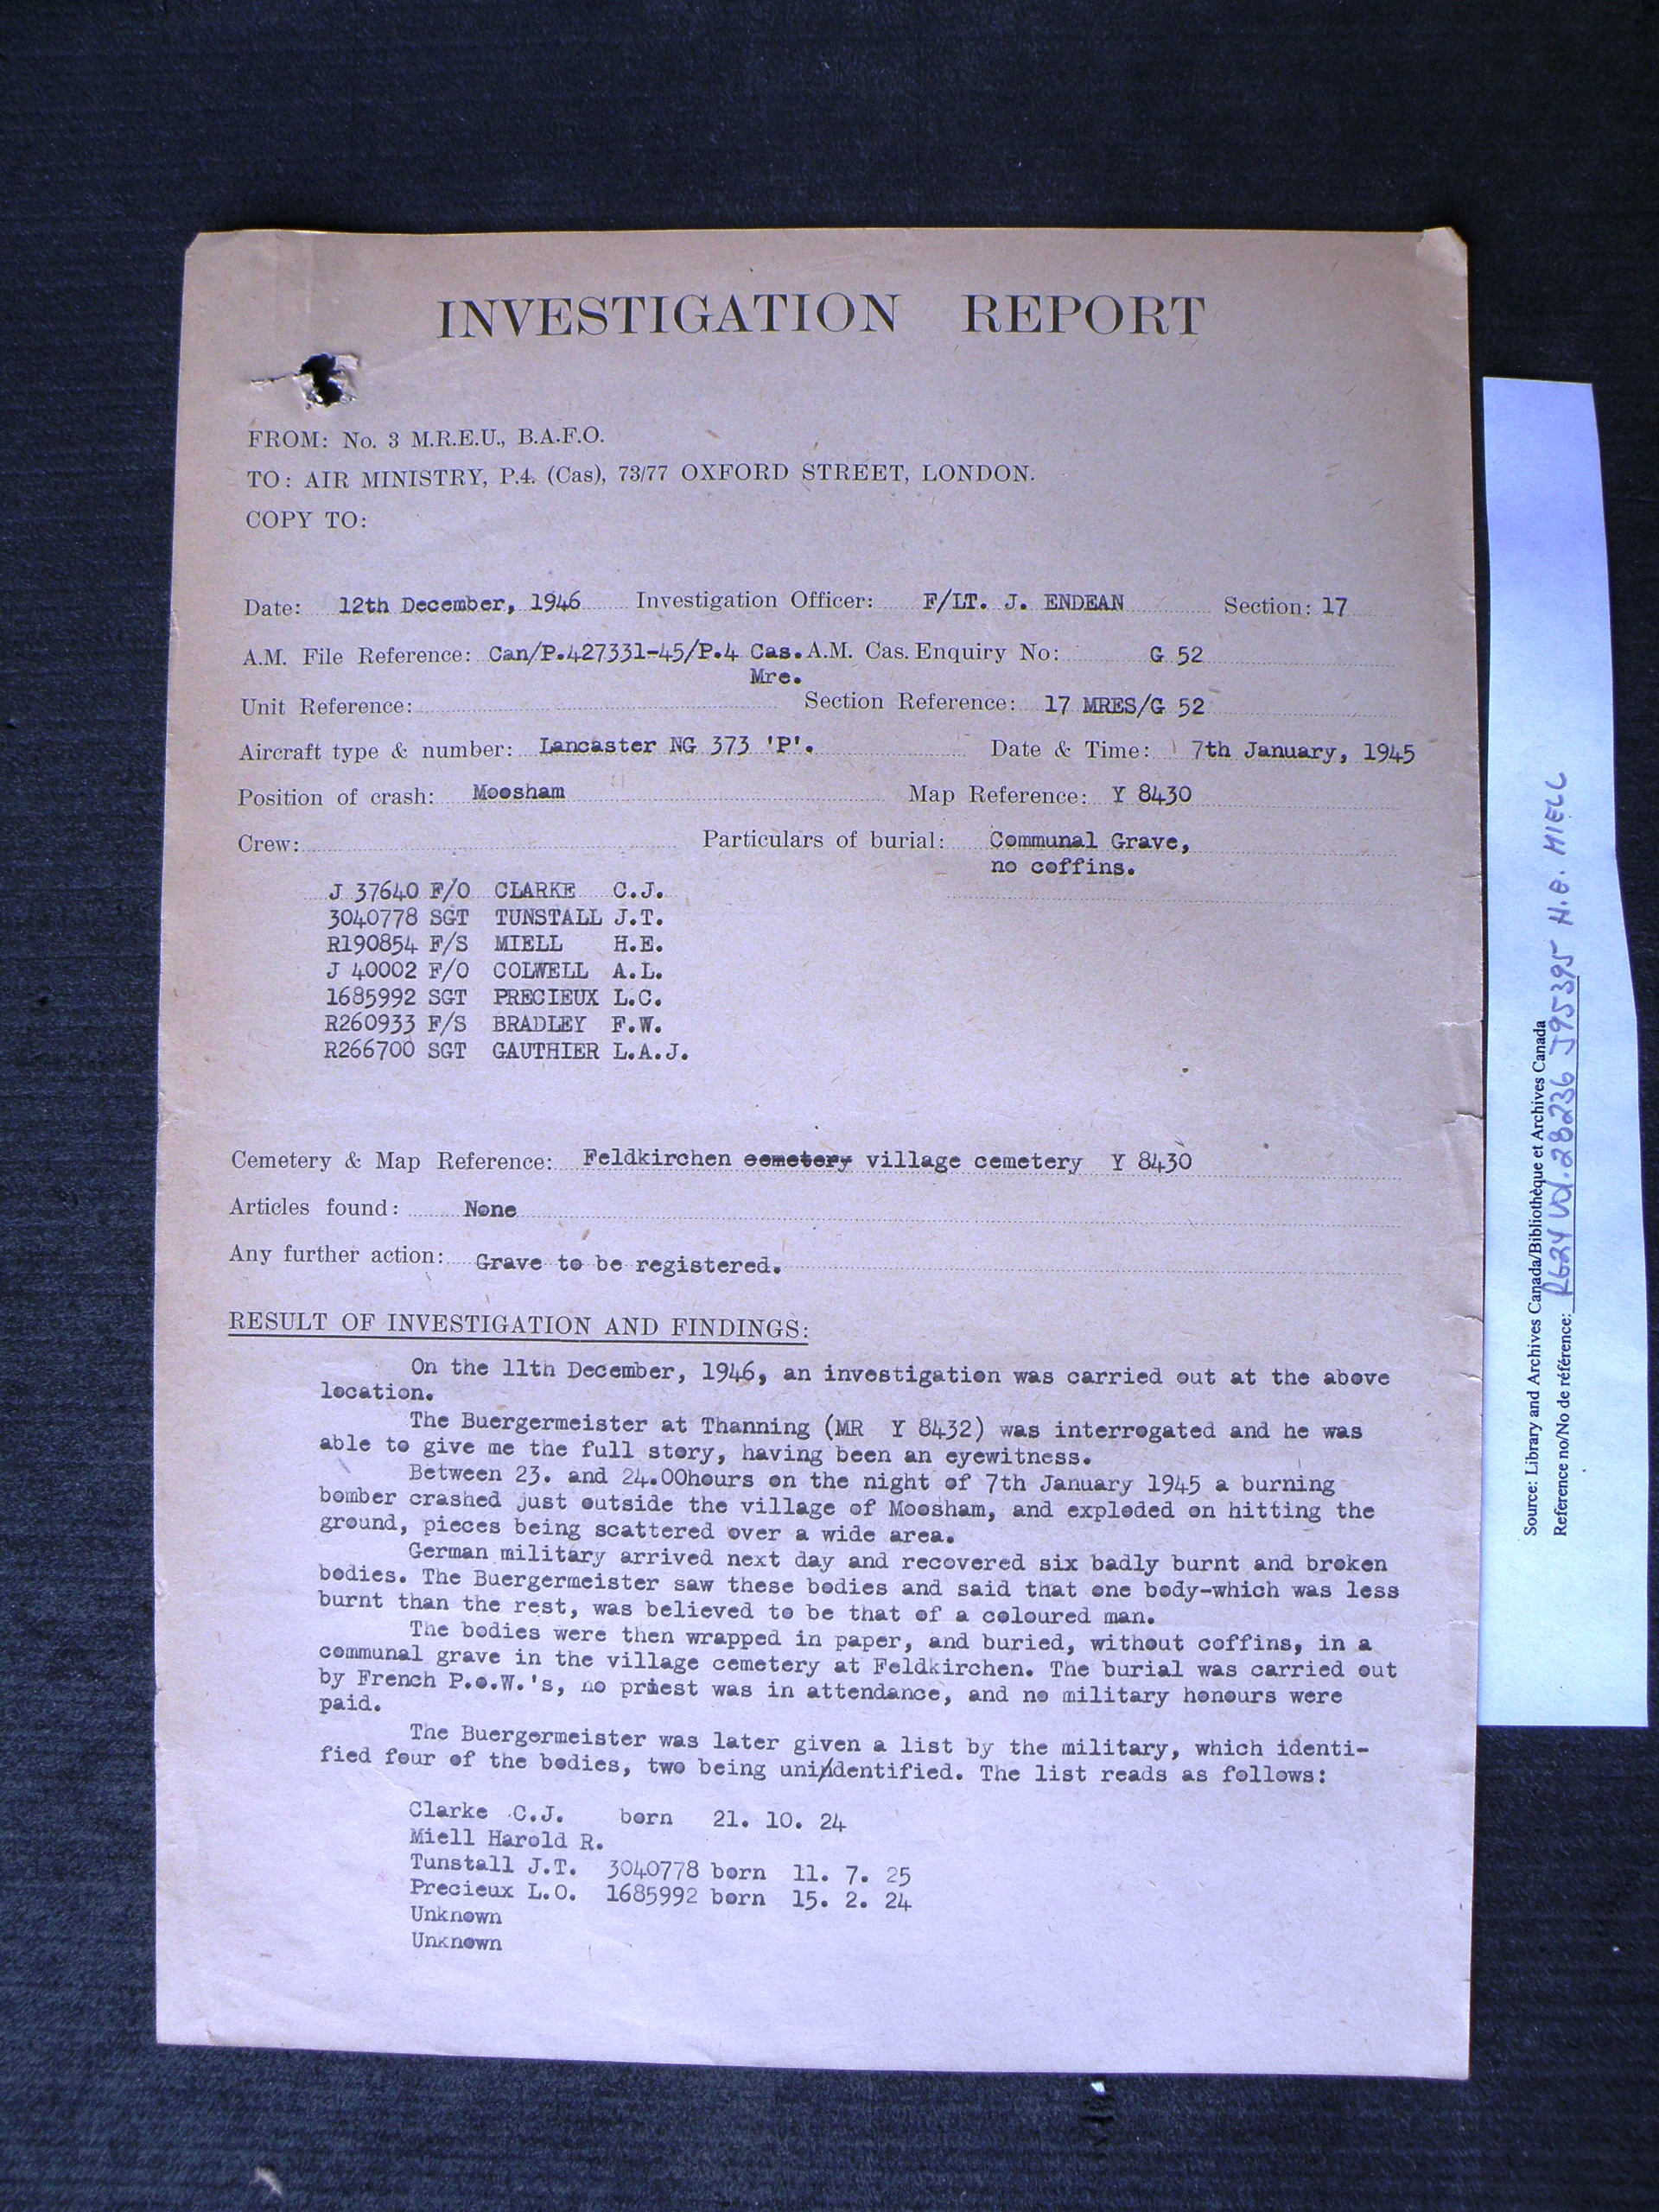 INVESTIGATION REPORT
FROM: No. 3 M.R.E.U., B.A.F.O.
TO: AIR MINISTRY, P.4. (Cas), 73/77 OXFORD STREET, LONDON.
COPY TO:
Date: 12th December, 1946 Investigation Officer: F/LT. J. ENDEAN Section: 17
A.M. File Reference: Can/P.427331-45/P.4 Cas. A.M. Cas. Enquiry No: G 52
Mre.
Unit Reference: Section Reference: 17 MRES/G 52
Aircraft type & number: Lancaster NG 373 'P'. Date & Time: 7th January, 1945
Position of crash: Moosham Map Reference: Y 8430
Crew: Particulars of burial: Communal Grave,
no coffins.
J 37640 F/O CLARKE C.J.
3040778 SGT TUNSTALL J.T.
R190854 F/S MIELL H.E.
J 40002 F/O COLWELL A.L.
1685992 SGT PRECIEUX L.C.
R260933 F/S BRADLEY F.W.
R266700 SGT GAUTHIER L.A.J.
Cemetery & Map Reference: Feldkirchen cemetery village cemetery Y 8430
Articles found: None
Any further action: Grave to be registered.
RESULT OF INVESTIGATION AND FINDINGS:
On the 11th December, 1946, an investigation was carried out at the above
location.
The Buergermeister at Thanning (MR Y 8432) was interrogated and he was
able to give me the full story, having been an eyewitness.
Between 23. and 24.00hours on the night of 7th January 1945 a burning
bomber crashed just outside the village of Moosham, and exploded on hitting the
ground, pieces being scattered over a wide area.
German military arrived next day and recovered six badly burnt and broken
bodies. The Buergermeister saw these bodies and said that one body-which was less
burnt than the rest, was believed to be that of a coloured man.
The bodies were then wrapped in paper, and buried, without coffins, in a
communal grave in the village cemetery at Feldkirchen. The burial was carried out
by French P.o.W.'s, no priest was in attendance, and no military honours were
paid.
The Buergermeister was later given a list by the military, which identi-
fied four of the bodies, two being uni/dentified. The list reads as follows:
Clarke C.J. born 21. 10. 24
Miell Harold R.
Tunstall J.T. 3040778 born 11. 7. 25
Precieux L.O. 1685992 born 15. 2. 24
Unknown
Unknown
Source: Library and Archives Canada/Bibliothèque et Archives Canada
Reference no/No de référence: RG24 Vol. 28236 J95395 H.E. MIELL